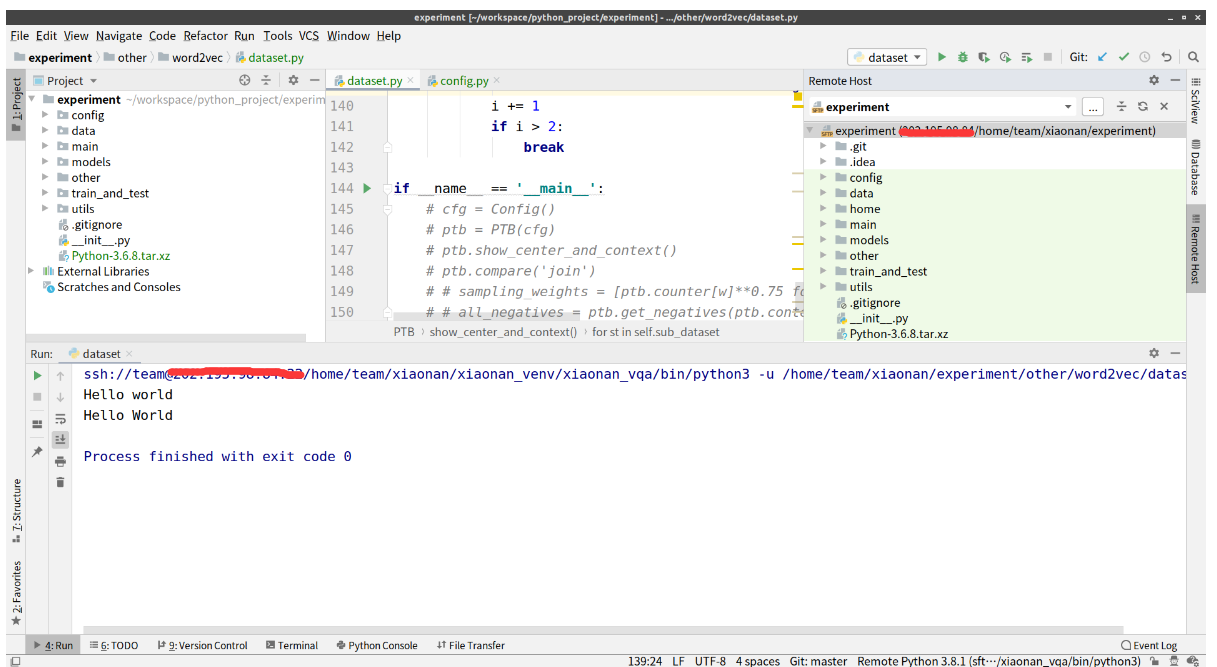 experiment [~/workspace/python_project/experiment] - .../other/word2vec/dataset.py
File Edit View Navigate Code Refactor Run Tools VCS Window Help
experiment other word2vec dataset.py
dataset Git:
1: Project
Project
dataset.py config.py
Remote Host
experiment ~/workspace/python_project/experim
config
data
main
models
other
train_and_test
utils
.gitignore
__init__.py
Python-3.6.8.tar.xz
External Libraries
Scratches and Consoles
140 i += 1
141 if i > 2:
142 break
143
144 if __name__ == '__main__':
145 # cfg = Config()
146 # ptb = PTB(cfg)
147 # ptb.show_center_and_context()
148 # ptb.compare('join')
149 # # sampling_weights = [ptb.counter[w]**0.75 fo
150 # # all_negatives = ptb.get_negatives(ptb.conte
PTB › show_center_and_context() › for st in self.sub_dataset
experiment
...
experiment ( /home/team/xiaonan/experiment)
SFTP
.git
.idea
config
data
home
main
models
other
train_and_test
utils
.gitignore
__init__.py
Python-3.6.8.tar.xz
SciView
Database
Remote Host
Run: dataset
ssh://team@ /home/team/xiaonan/xiaonan_venv/xiaonan_vqa/bin/python3 -u /home/team/xiaonan/experiment/other/word2vec/datas
Hello world
Hello World
Process finished with exit code 0
7: Structure
2: Favorites
4: Run 6: TODO 9: Version Control Terminal Python Console File Transfer Event Log
139:24 LF UTF-8 4 spaces Git: master Remote Python 3.8.1 (sft···/xiaonan_vqa/bin/python3)